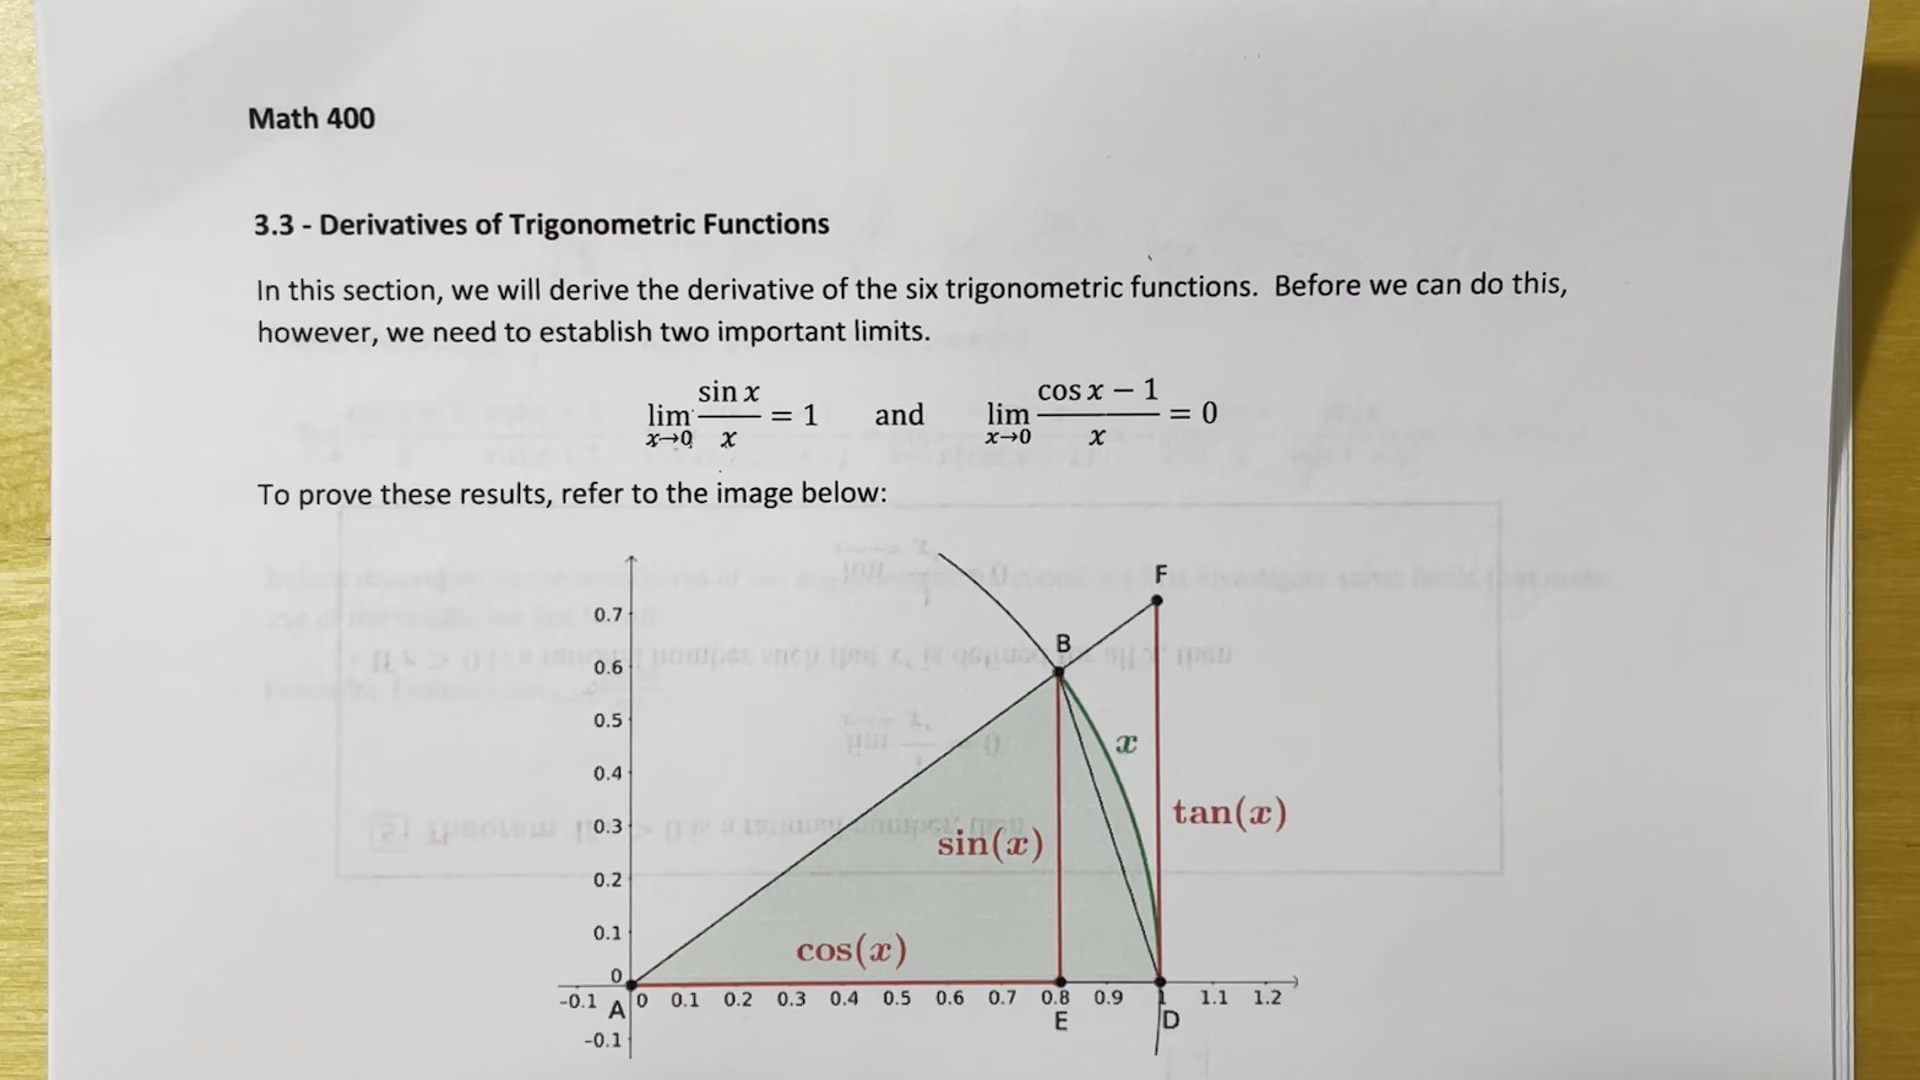 Math 400
3.3 - Derivatives of Trigonometric Functions
In this section, we will derive the derivative of the six trigonometric functions. Before we can do this,
however, we need to establish two important limits.
lim x→0 sin x / x = 1 and lim x→0 cos x − 1 / x = 0
To prove these results, refer to the image below:
F
0.7
B
0.6
0.5
x
0.4
tan(x)
0.3
sin(x)
0.2
0.1
cos(x)
0
-0.1 A 0 0.1 0.2 0.3 0.4 0.5 0.6 0.7 0.8 0.9 1 1.1 1.2
E D
-0.1